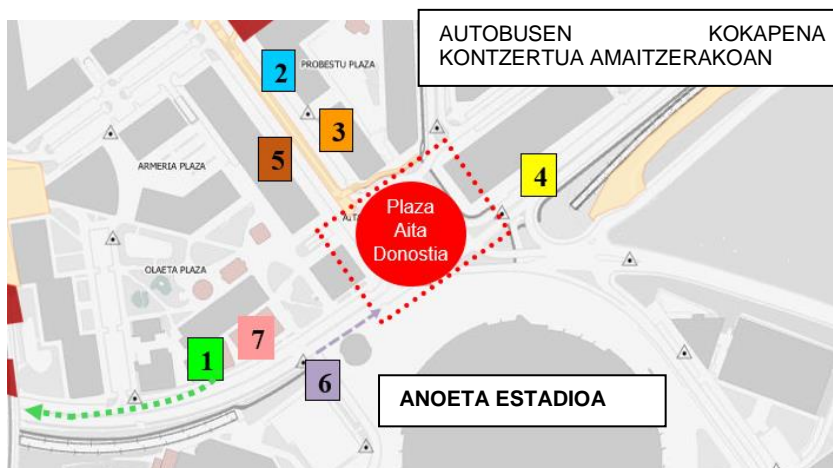 AUTOBUSEN KOKAPENA
KONTZERTUA AMAITZERAKOAN
2
PROBESTU PLAZA
3
ARMERIA PLAZA
5
4
Plaza
Aita
Donostia
OLAETA PLAZA
7
1
6
ANOETA ESTADIOA